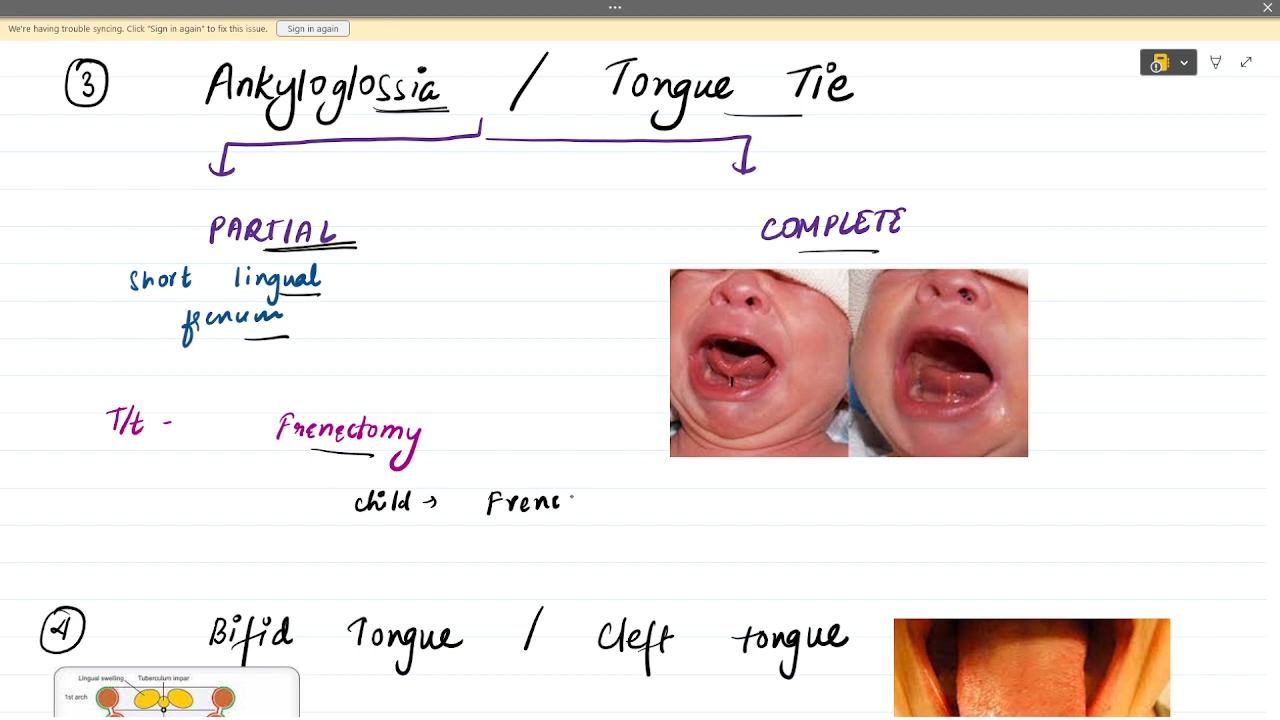 We're having trouble syncing. Click "Sign in again" to fix this issue. Sign in again
3 Ankyloglossia / Tongue Tie
PARTIAL COMPLETE
short lingual
frenum
T/t - Frenectomy
child → Frenc
4 Bifid Tongue / Cleft tongue
Lingual swelling Tuberculum impar
1st arch